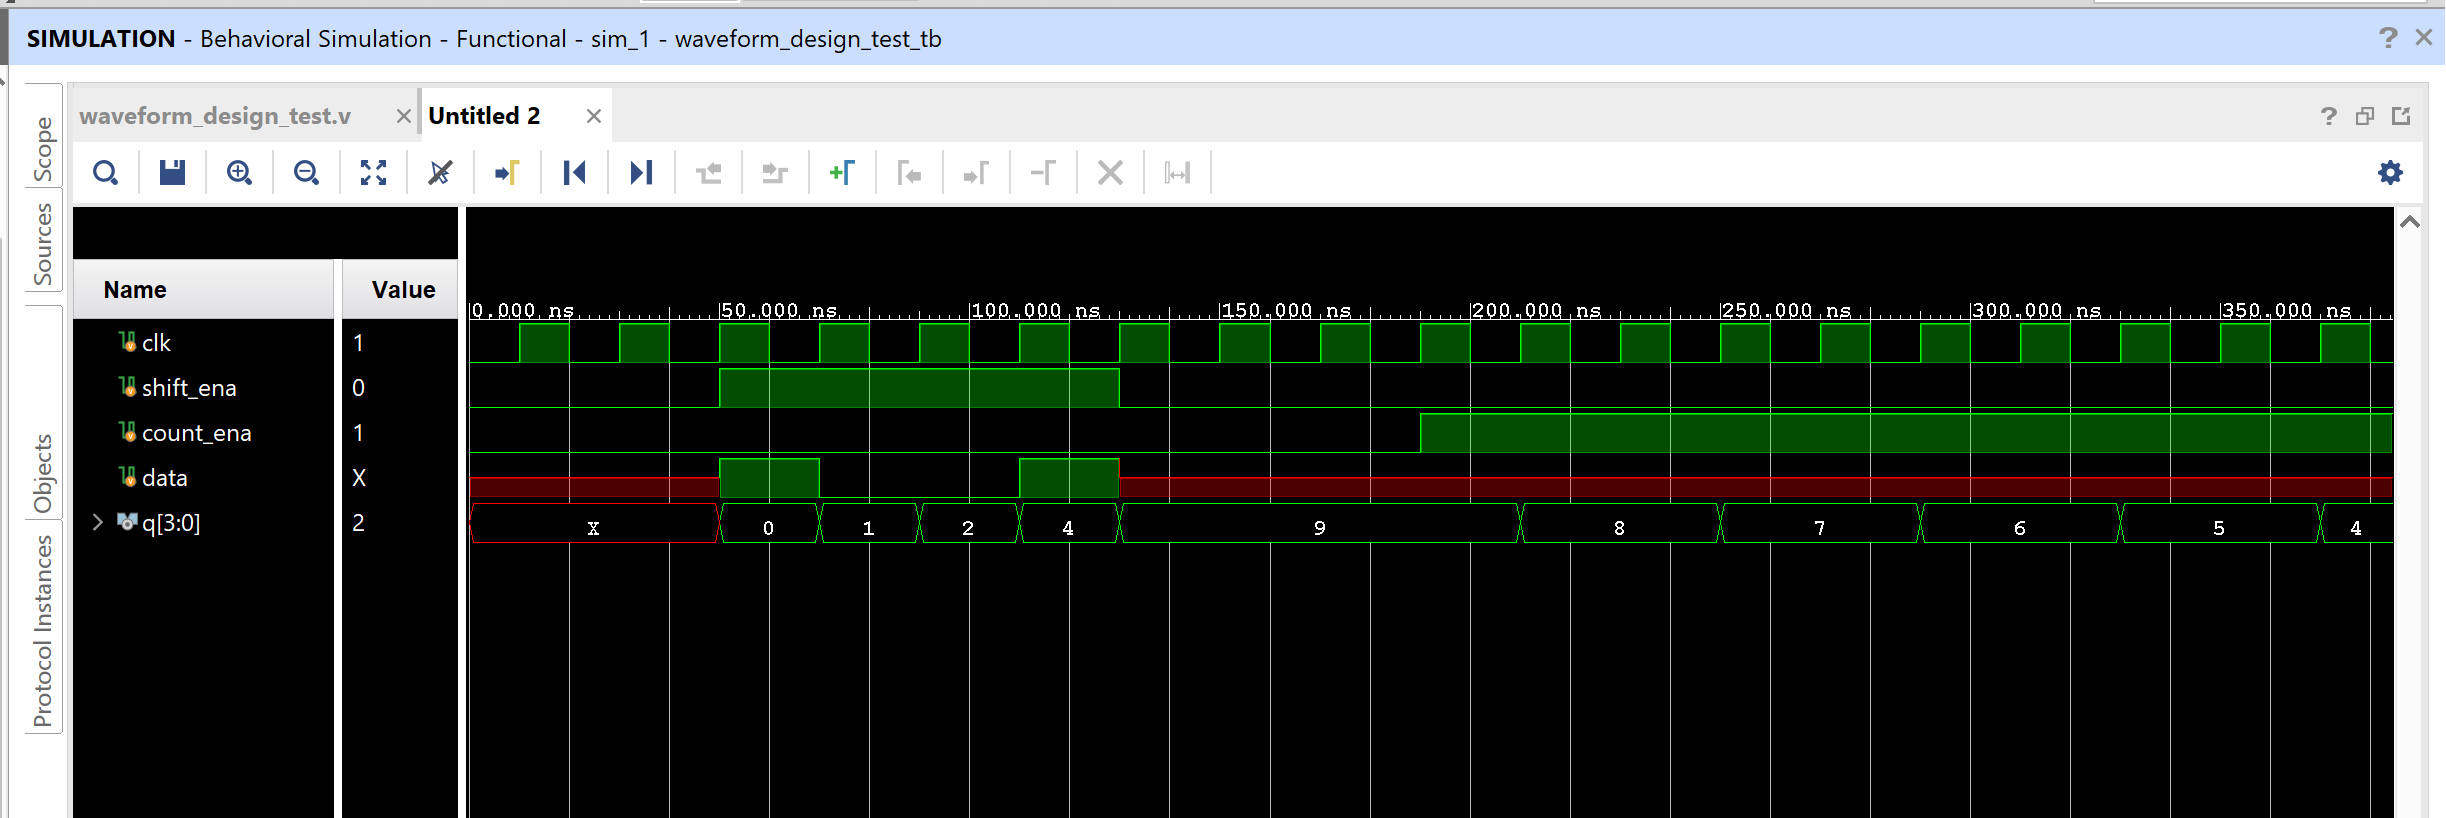 SIMULATION - Behavioral Simulation - Functional - sim_1 - waveform_design_test_tb
waveform_design_test.v
Untitled 2
Scope
Sources
Objects
Protocol Instances
Name Value
0.000 ns 50.000 ns 100.000 ns 150.000 ns 200.000 ns 250.000 ns 300.000 ns 350.000 ns
clk 1
shift_ena 0
count_ena 1
data X
q[3:0] 2 X 0 1 2 4 9 8 7 6 5 4